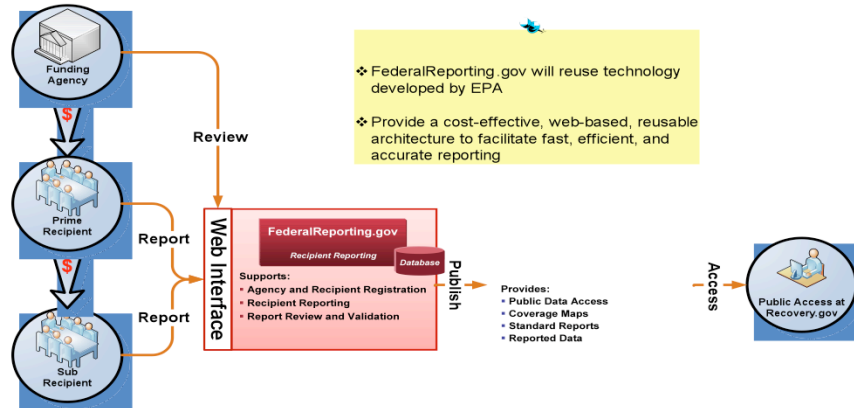 Funding
Agency
$
Prime
Recipient
$
Sub
Recipient
Review
Report
Report
❖ FederalReporting.gov will reuse technology
developed by EPA
❖ Provide a cost-effective, web-based, reusable
architecture to facilitate fast, efficient, and
accurate reporting
Web Interface
FederalReporting.gov
Recipient Reporting
Database
Supports:
▪ Agency and Recipient Registration
▪ Recipient Reporting
▪ Report Review and Validation
Publish
Provides:
▪ Public Data Access
▪ Coverage Maps
▪ Standard Reports
▪ Reported Data
Access
Public Access at
Recovery.gov